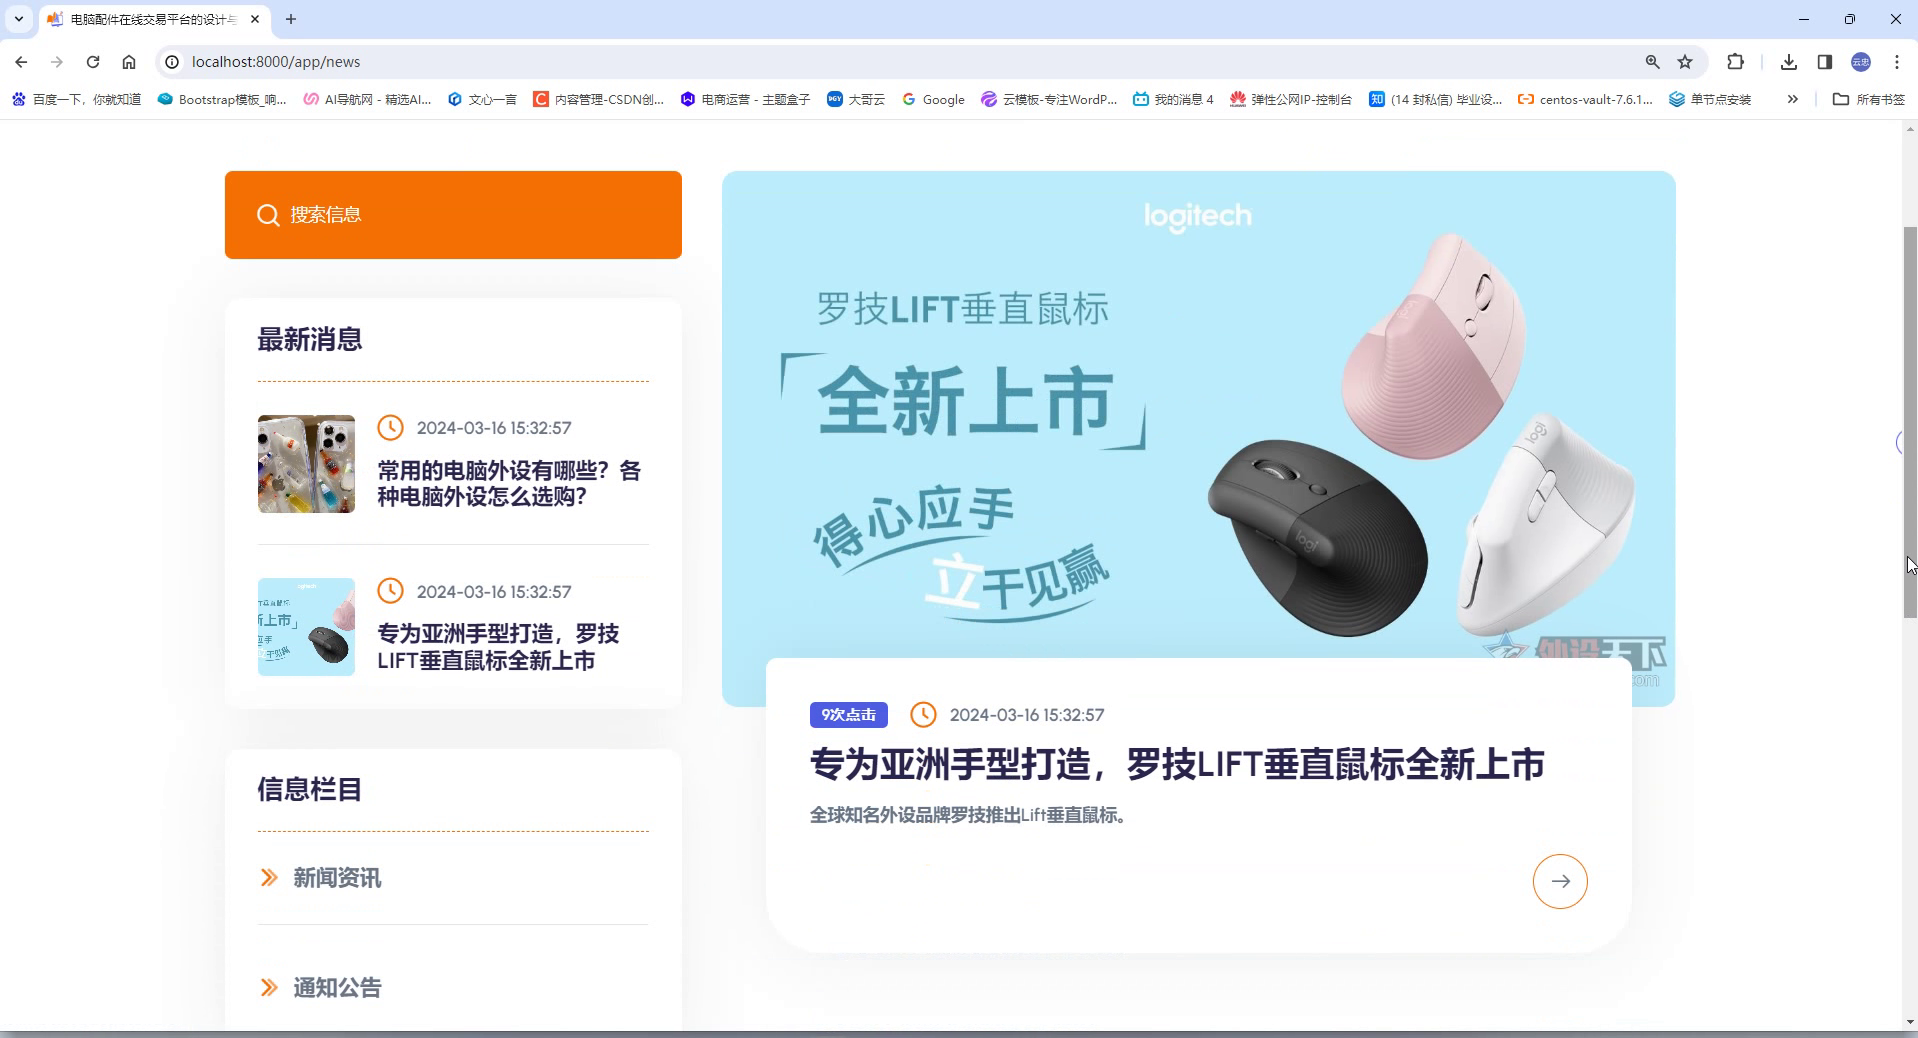 电脑配件在线交易平台的设计与
localhost:8000/app/news
云忠
百度一下，你就知道
Bootstrap模板_响...
AI导航网 - 精选AI...
文心一言
内容管理-CSDN创...
电商运营 - 主题盒子
大哥云
Google
云模板-专注WordP...
我的消息 4
弹性公网IP-控制台
(14 封私信) 毕业设...
centos-vault-7.6.1...
单节点安装
所有书签
搜索信息
最新消息
2024-03-16 15:32:57
常用的电脑外设有哪些？各
种电脑外设怎么选购？
2024-03-16 15:32:57
专为亚洲手型打造，罗技
LIFT垂直鼠标全新上市
信息栏目
新闻资讯
通知公告
logitech
罗技LIFT垂直鼠标
「全新上市」
得心应手
立干见赢
logi
logi
外设天下
.com
9次点击
2024-03-16 15:32:57
专为亚洲手型打造，罗技LIFT垂直鼠标全新上市
全球知名外设品牌罗技推出Lift垂直鼠标。